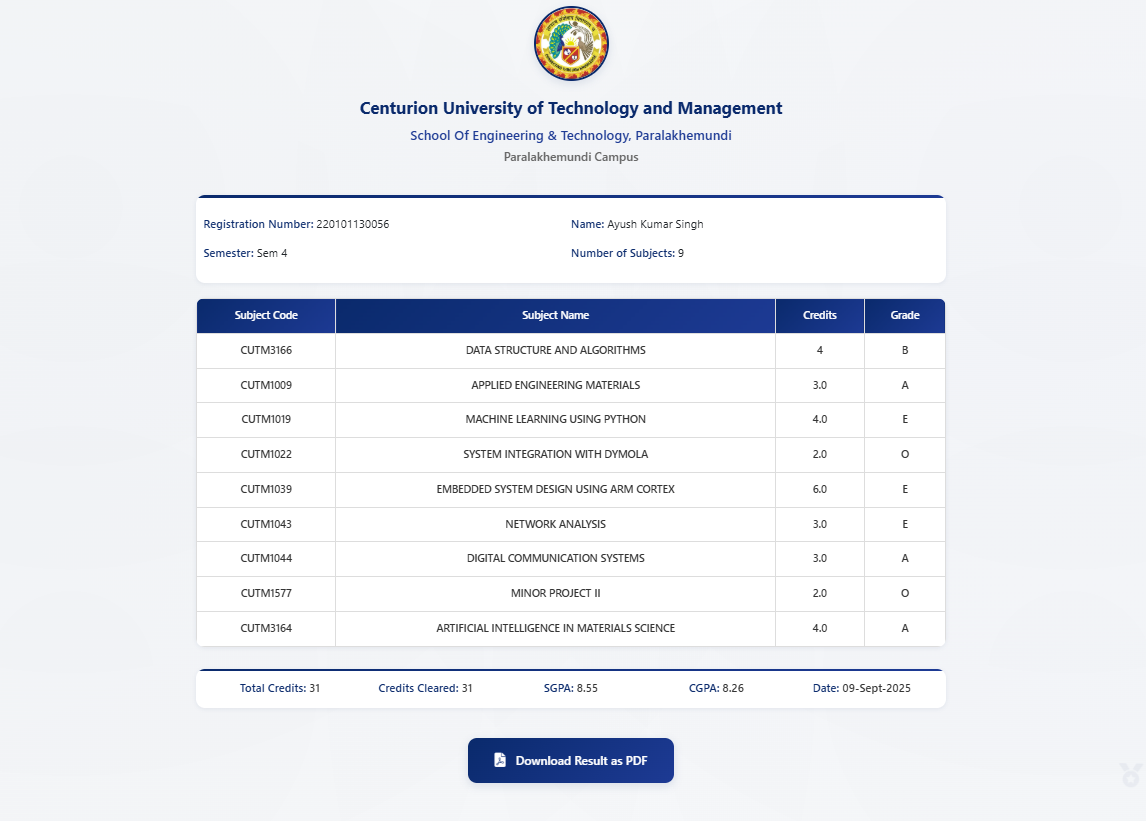 Centurion University of Technology and Management
School Of Engineering & Technology, Paralakhemundi
Paralakhemundi Campus
Registration Number: 220101130056 Name: Ayush Kumar Singh
Semester: Sem 4 Number of Subjects: 9
Subject Code Subject Name Credits Grade
CUTM3166 DATA STRUCTURE AND ALGORITHMS 4 B
CUTM1009 APPLIED ENGINEERING MATERIALS 3.0 A
CUTM1019 MACHINE LEARNING USING PYTHON 4.0 E
CUTM1022 SYSTEM INTEGRATION WITH DYMOLA 2.0 O
CUTM1039 EMBEDDED SYSTEM DESIGN USING ARM CORTEX 6.0 E
CUTM1043 NETWORK ANALYSIS 3.0 E
CUTM1044 DIGITAL COMMUNICATION SYSTEMS 3.0 A
CUTM1577 MINOR PROJECT II 2.0 O
CUTM3164 ARTIFICIAL INTELLIGENCE IN MATERIALS SCIENCE 4.0 A
Total Credits: 31 Credits Cleared: 31 SGPA: 8.55 CGPA: 8.26 Date: 09-Sept-2025
Download Result as PDF